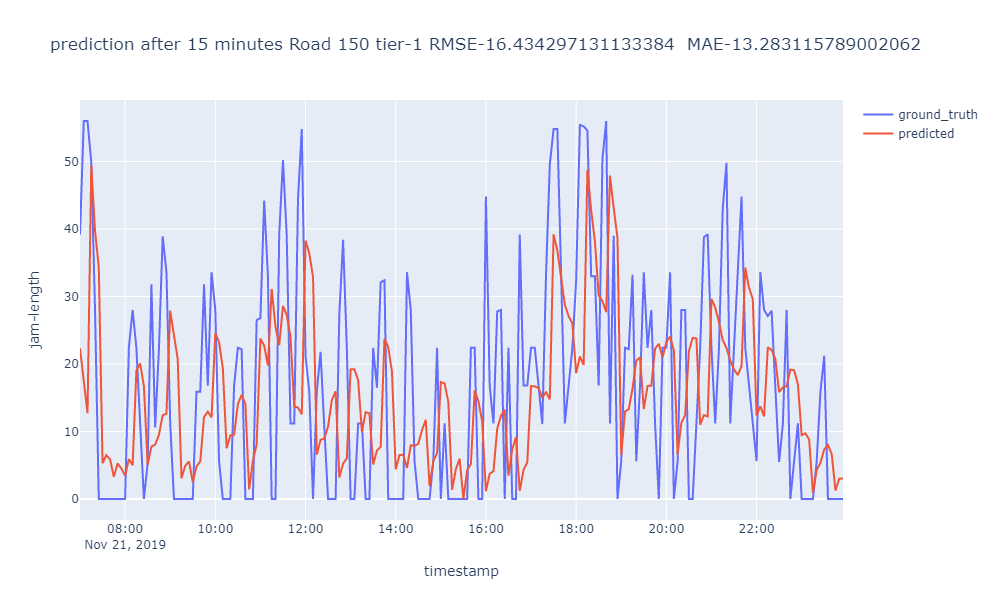 prediction after 15 minutes Road 150 tier-1 RMSE-16.434297131133384  MAE-13.283115789002062
ground_truth
predicted
50
40
30
20
10
0
jam-length
08:00 10:00 12:00 14:00 16:00 18:00 20:00 22:00
Nov 21, 2019
timestamp